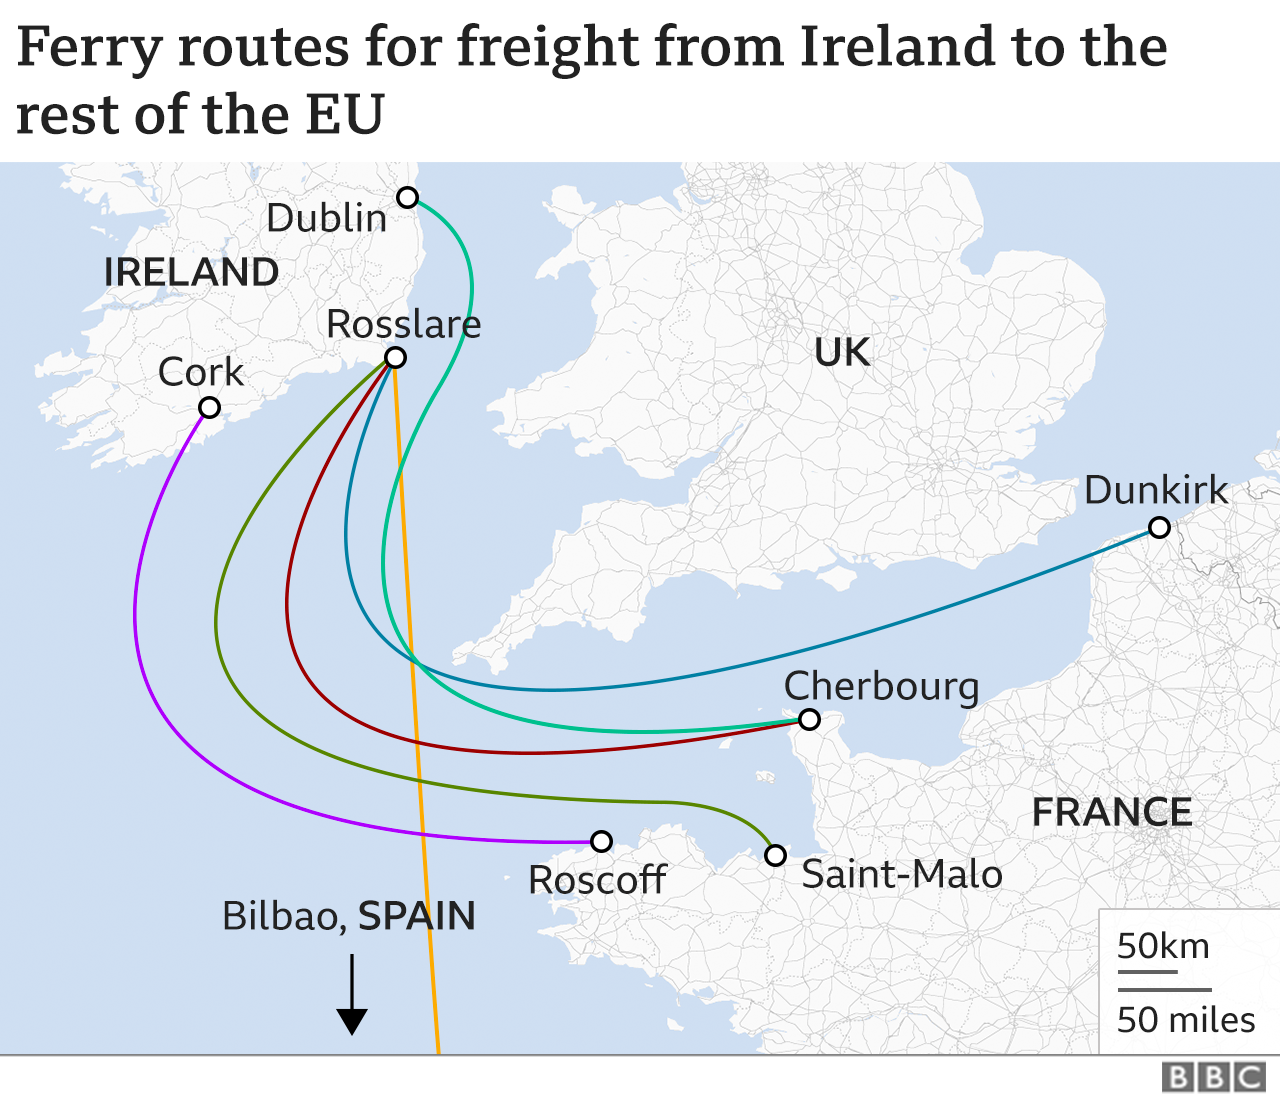 Ferry routes for freight from Ireland to the
rest of the EU
Dublin
IRELAND
Rosslare
Cork
UK
Dunkirk
Cherbourg
FRANCE
Roscoff
Saint-Malo
Bilbao, SPAIN
50km
50 miles
BBC